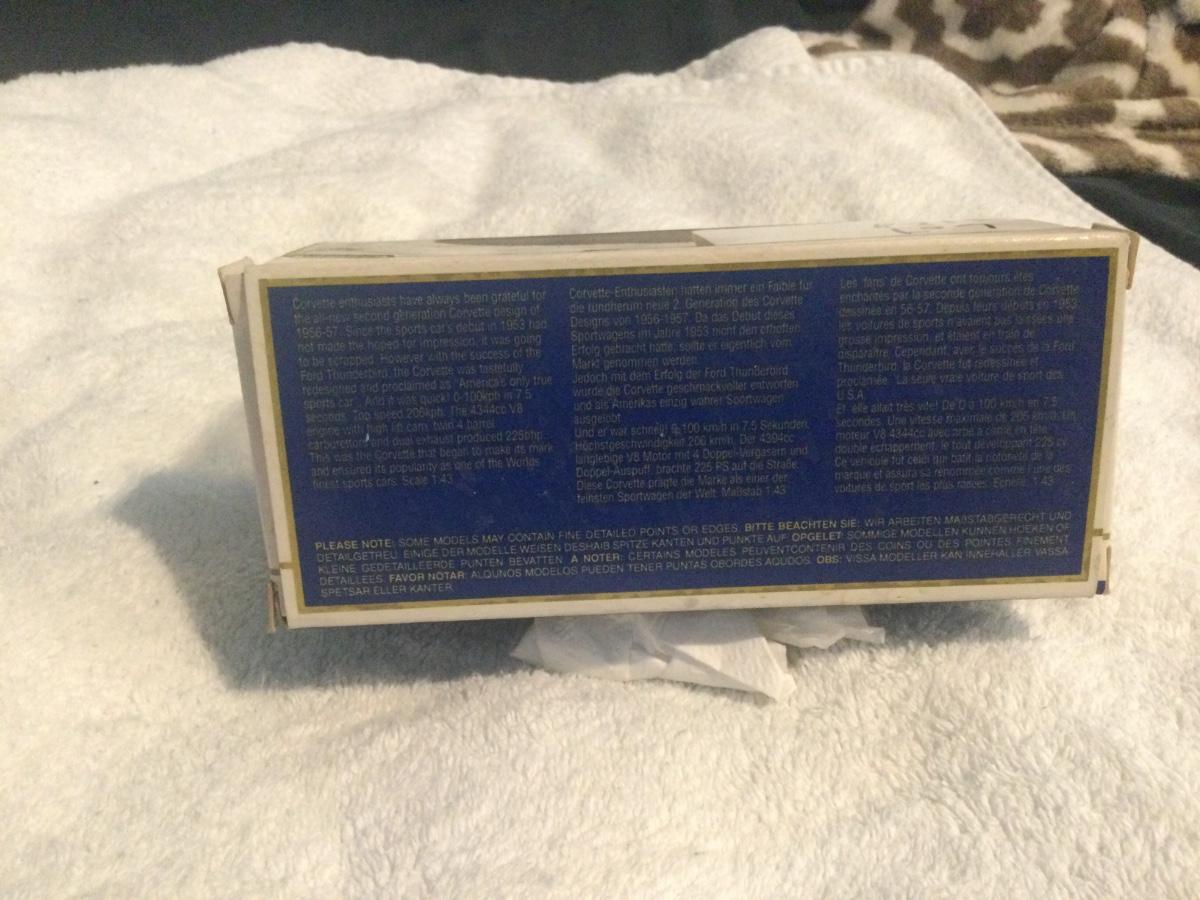 Corvette enthusiasts have always been grateful for
the all-new second generation Corvette design of
1956-57. Since the sports car's debut in 1953 had
not made the hoped-for impression, it was going
to be scrapped. However with the success of the
Ford Thunderbird, the Corvette was tastefully
redesigned and proclaimed as 'America's only true
sports car'. And it was quick! 0-100kph in 7.5
seconds. Top speed 206kph. The 4344cc V8
engine with high lift cam, twin 4 barrel
carburettors and dual exhaust produced 225bhp.
This was the Corvette that began to make its mark
and ensured its popularity as one of the Worlds
finest sports cars. Scale 1:43
Corvette-Enthusiasten hatten immer ein Faible für
die rundherum neue 2. Generation des Corvette
Designs von 1956-1957. Da das Debut dieses
Sportwagens im Jahre 1953 nicht den erhofften
Erfolg gebracht hatte, sollte er eigentlich vom
Markt genommen werden.
Jedoch mit dem Erfolg der Ford Thunderbird
wurde die Corvette geschmackvoller entworfen
und als Amerikas einzig wahrer Sportwagen
ausgelobt.
Und er war schnell! 0-100 km/h in 7.5 Sekunden.
Höchstgeschwindigkeit 206 km/h. Der 4394cc
V8 Motor mit 4 Doppel-Vergasern und
Doppel-Auspuff, brachte 225 PS auf die Straße.
Diese Corvette prägte die Marke als einer der
feinsten Sportwagen der Welt. Maßstab 1:43
Les 'fans' de Corvette ont toujours étés
enchantés par la seconde génération de Corvette
dessinée en 56-57. Depuis leurs débuts en 1953
les voitures de sports n'avaient pas laissées une
grosse impression, et étaient en train de
disparaître. Cependant, avec le succès de la Ford
Thunderbird, la Corvette fut redessinée et
proclamée 'La seule vraie voiture de sport des
U.S.A.'
Et elle allait très vite! De 0 à 100 km/h en 7.5
secondes. Une vitesse maximale de 206 km/h. Un
moteur V8 4344cc avec arbre à came en tête,
double echappement, le tout développant 225 cv.
Ce véhicule fut celui qui batit la notoriété de la
marque et assura sa renommée comme l'une des
voitures de sport les plus racées. Echelle: 1:43
PLEASE NOTE: SOME MODELS MAY CONTAIN FINE DETAILED POINTS OR EDGES. BITTE BEACHTEN SIE: WIR ARBEITEN MAßSTABGERECHT UND
DETAILGETREU. EINIGE DER MODELLE WEISEN DESHAIB SPITZE KANTEN UND PUNKTE AUF. OPGELET: SOMMIGE MODELLEN KUNNEN HOEKEN OF
KLEINE GEDETAILLEERDE PUNTEN BEVATTEN. A NOTER: CERTAINS MODELES PEUVENTCONTENIR DES COINS OU DES POINTES, FINEMENT
DETAILLEES. FAVOR NOTAR: ALQUNOS MODELOS PUEDEN TENER PUNTAS OBORDES AQUDOS. OBS: VISSA MODELLER KAN INNEHALLER VASSA
SPETSAR ELLER KANTER.